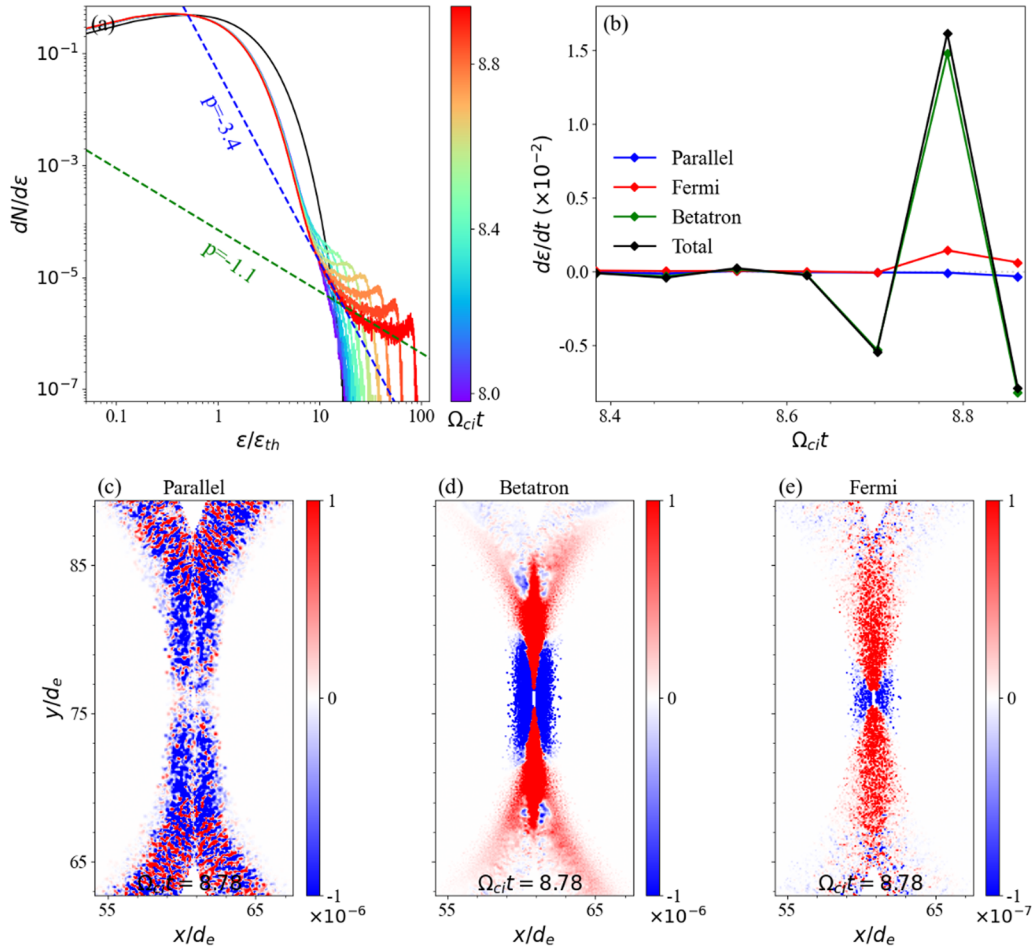 (a)
10⁻¹
10⁻³
10⁻⁵
10⁻⁷
dN/dε
p=-3.4
p=-1.1
0.1 1 10 100
ε/ε_th
8.8
8.4
8.0
Ω_ci t
(b)
1.5
1.0
0.5
0.0
-0.5
dε/dt (×10⁻²)
Parallel
Fermi
Betatron
Total
8.4 8.6 8.8
Ω_ci t
(c) Parallel
85
75
65
y/d_e
55 65
x/d_e
Ω_ci t = 8.78
1
0
-1
×10⁻⁶
(d) Betatron
55 65
x/d_e
Ω_ci t = 8.78
1
0
-1
×10⁻⁶
(e) Fermi
55 65
x/d_e
Ω_ci t = 8.78
1
0
-1
×10⁻⁷